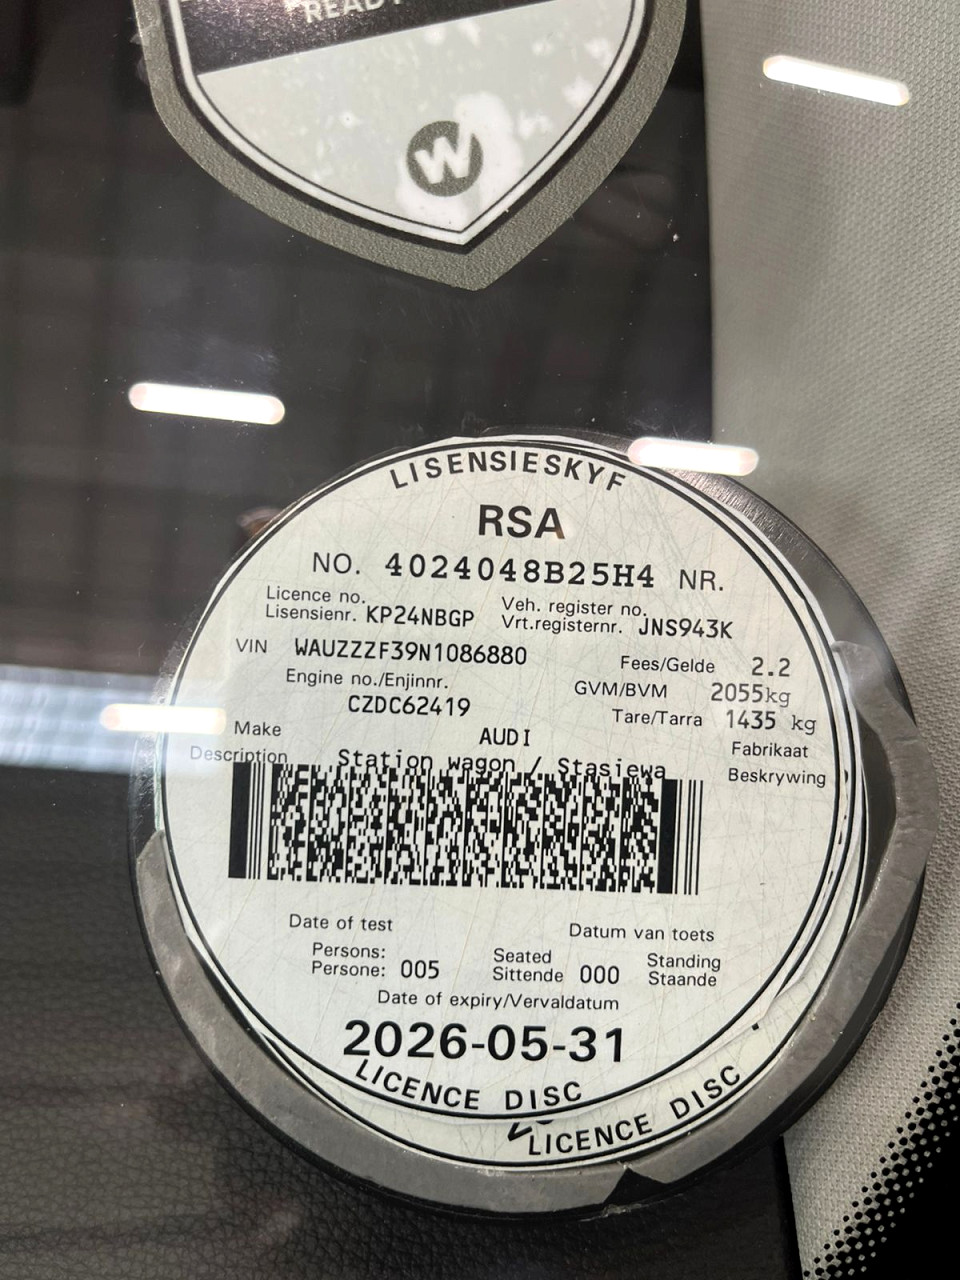 READY
W
LISENSIESKYF
RSA
NO. 4024048B25H4 NR.
Licence no. Veh. register no.
Lisensienr. KP24NBGP Vrt.registernr. JNS943K
VIN WAUZZZF39N1086880 Fees/Gelde 2.2
Engine no./Enjinnr. GVM/BVM 2055kg
CZDC62419 Tare/Tarra 1435 kg
Make AUDI Fabrikaat
Description Station wagon / Stasiewa Beskrywing
Date of test Datum van toets
Persons: Seated Standing
Persone: 005 Sittende 000 Staande
Date of expiry/Vervaldatum
2026-05-31
LICENCE DISC
LICENCE DISC